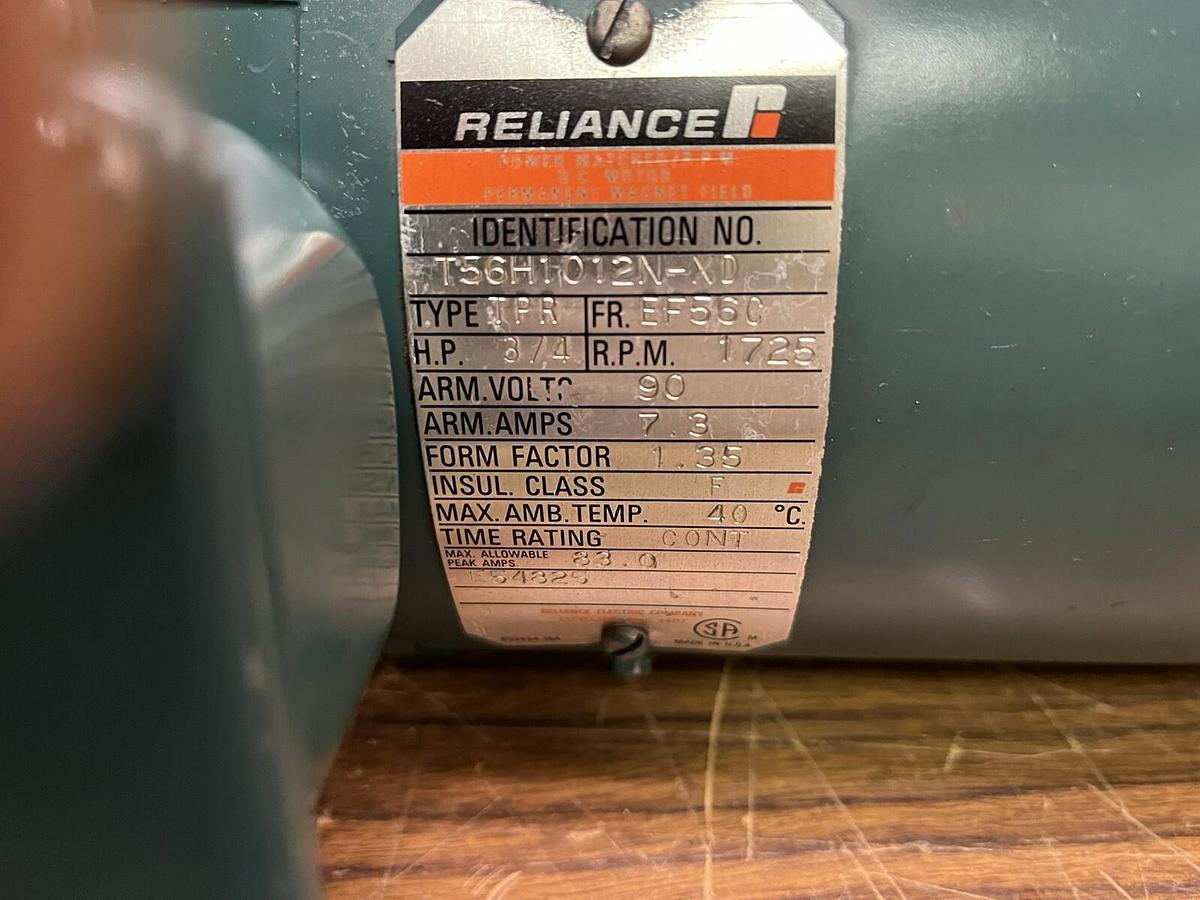 RELIANCE
D.C. MOTOR
PERMANENT MAGNET FIELD
IDENTIFICATION NO.
T56H1012N-XD
TYPE TPR FR. EF56C
H.P. 3/4 R.P.M. 1725
ARM.VOLTS 90
ARM.AMPS 7.3
FORM FACTOR 1.35
INSUL. CLASS F
MAX.AMB.TEMP. 40 °C.
TIME RATING CONT
MAX. ALLOWABLE
PEAK AMPS. 83.0
RELIANCE ELECTRIC COMPANY
SA M
MADE IN U.S.A.